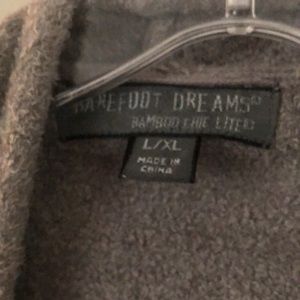 BAREFOOT DREAMS®
BAMBOO CHIC LITE®
L/XL
MADE IN
CHINA